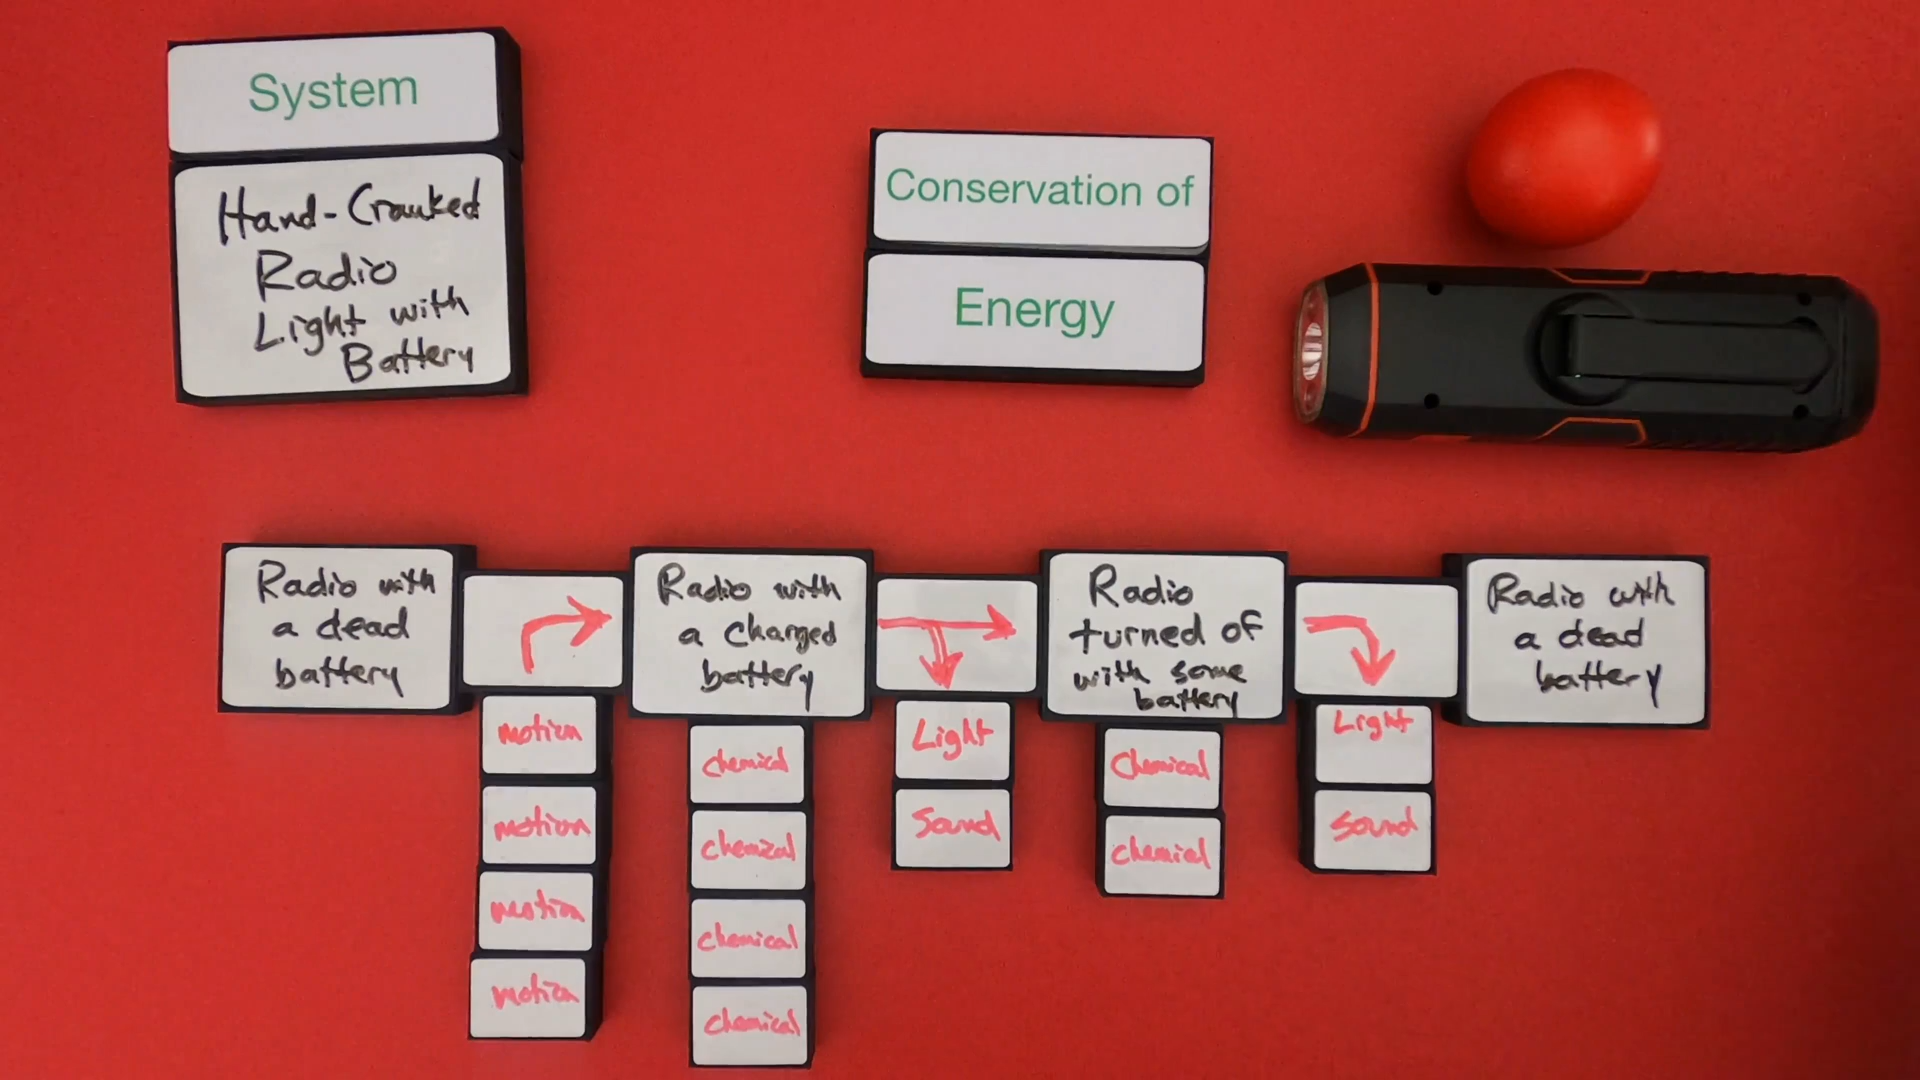 System
Hand-Cranked
Radio
Light with
Battery
Conservation of
Energy
Radio with
a dead
battery
Radio with
a charged
battery
Radio
turned of
with some
battery
Radio with
a dead
battery
motion
motion
motion
motion
chemical
chemical
chemical
chemical
Light
Sound
Chemical
chemial
Light
Sound